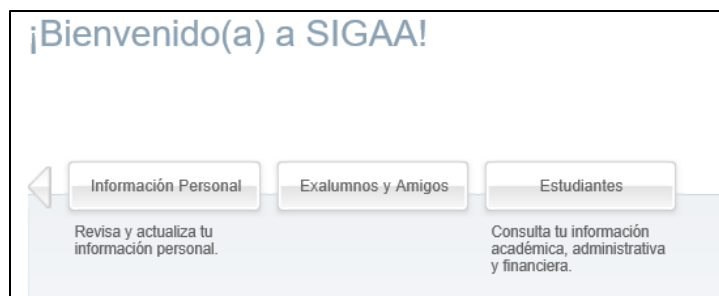 ¡Bienvenido(a) a SIGAA!
Información Personal
Exalumnos y Amigos
Estudiantes
Revisa y actualiza tu
información personal.
Consulta tu información
académica, administrativa
y financiera.